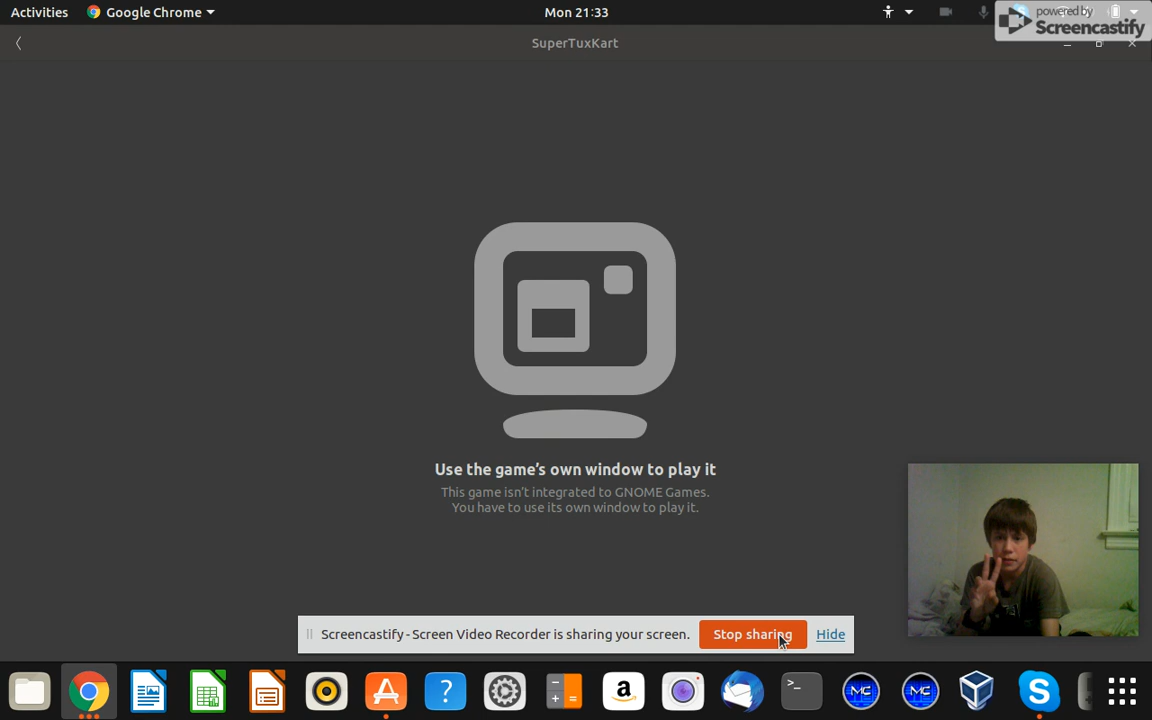 Activities Google Chrome Mon 21:33
powered by
Screencastify
SuperTuxKart
Use the game's own window to play it
This game isn't integrated to GNOME Games.
You have to use its own window to play it.
Screencastify - Screen Video Recorder is sharing your screen. Stop sharing Hide
MC MC